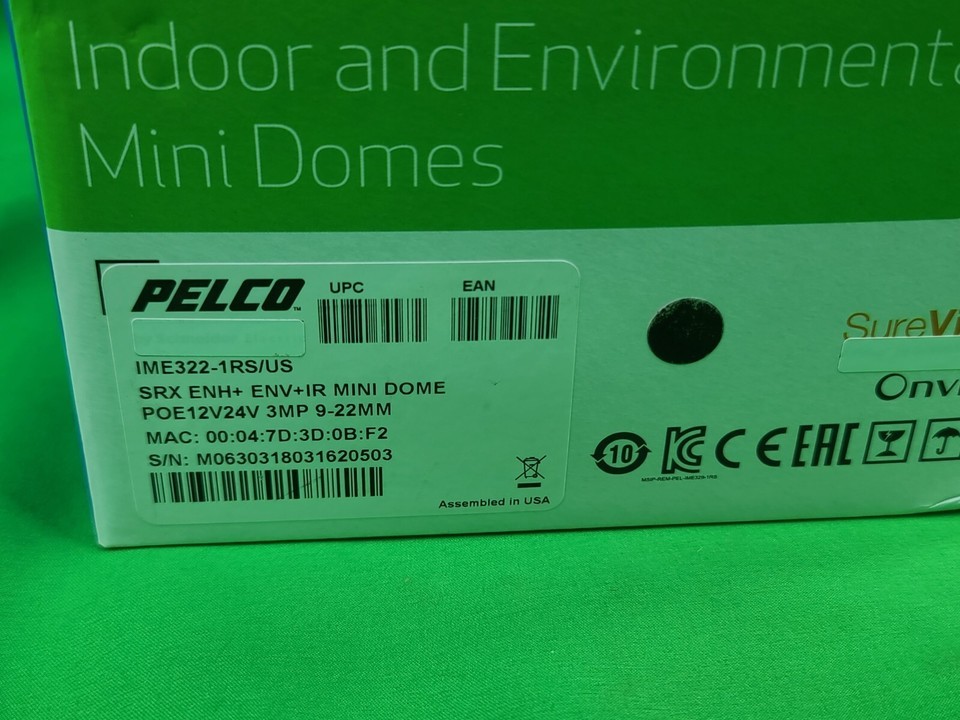 Indoor and Environmenta
Mini Domes
PELCO™
UPC
EAN
IME322-1RS/US
SRX ENH+ ENV+IR MINI DOME
POE12V24V 3MP 9-22MM
MAC: 00:04:7D:3D:0B:F2
S/N: M0630318031620503
Assembled in USA
SureVi
Onvi
10
CE
EAC